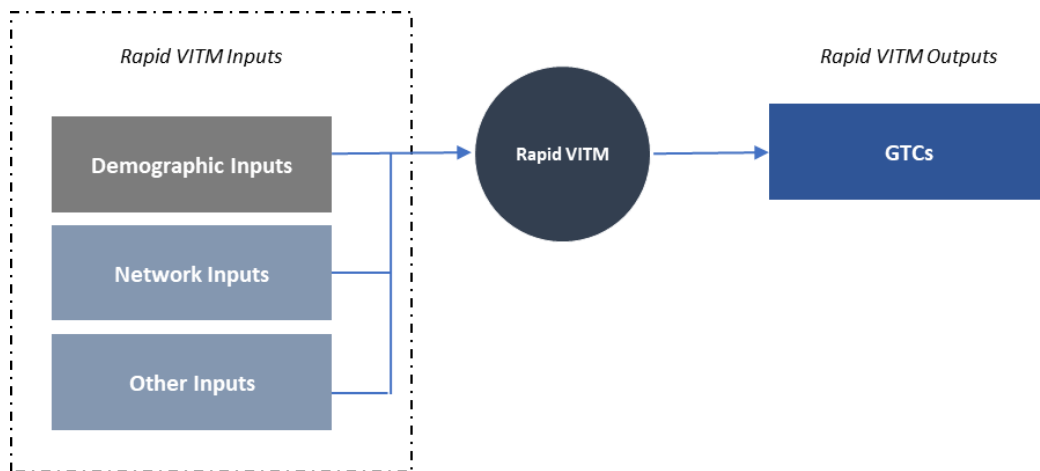 Rapid VITM Inputs
Rapid VITM Outputs
Demographic Inputs
Rapid VITM
GTCs
Network Inputs
Other Inputs